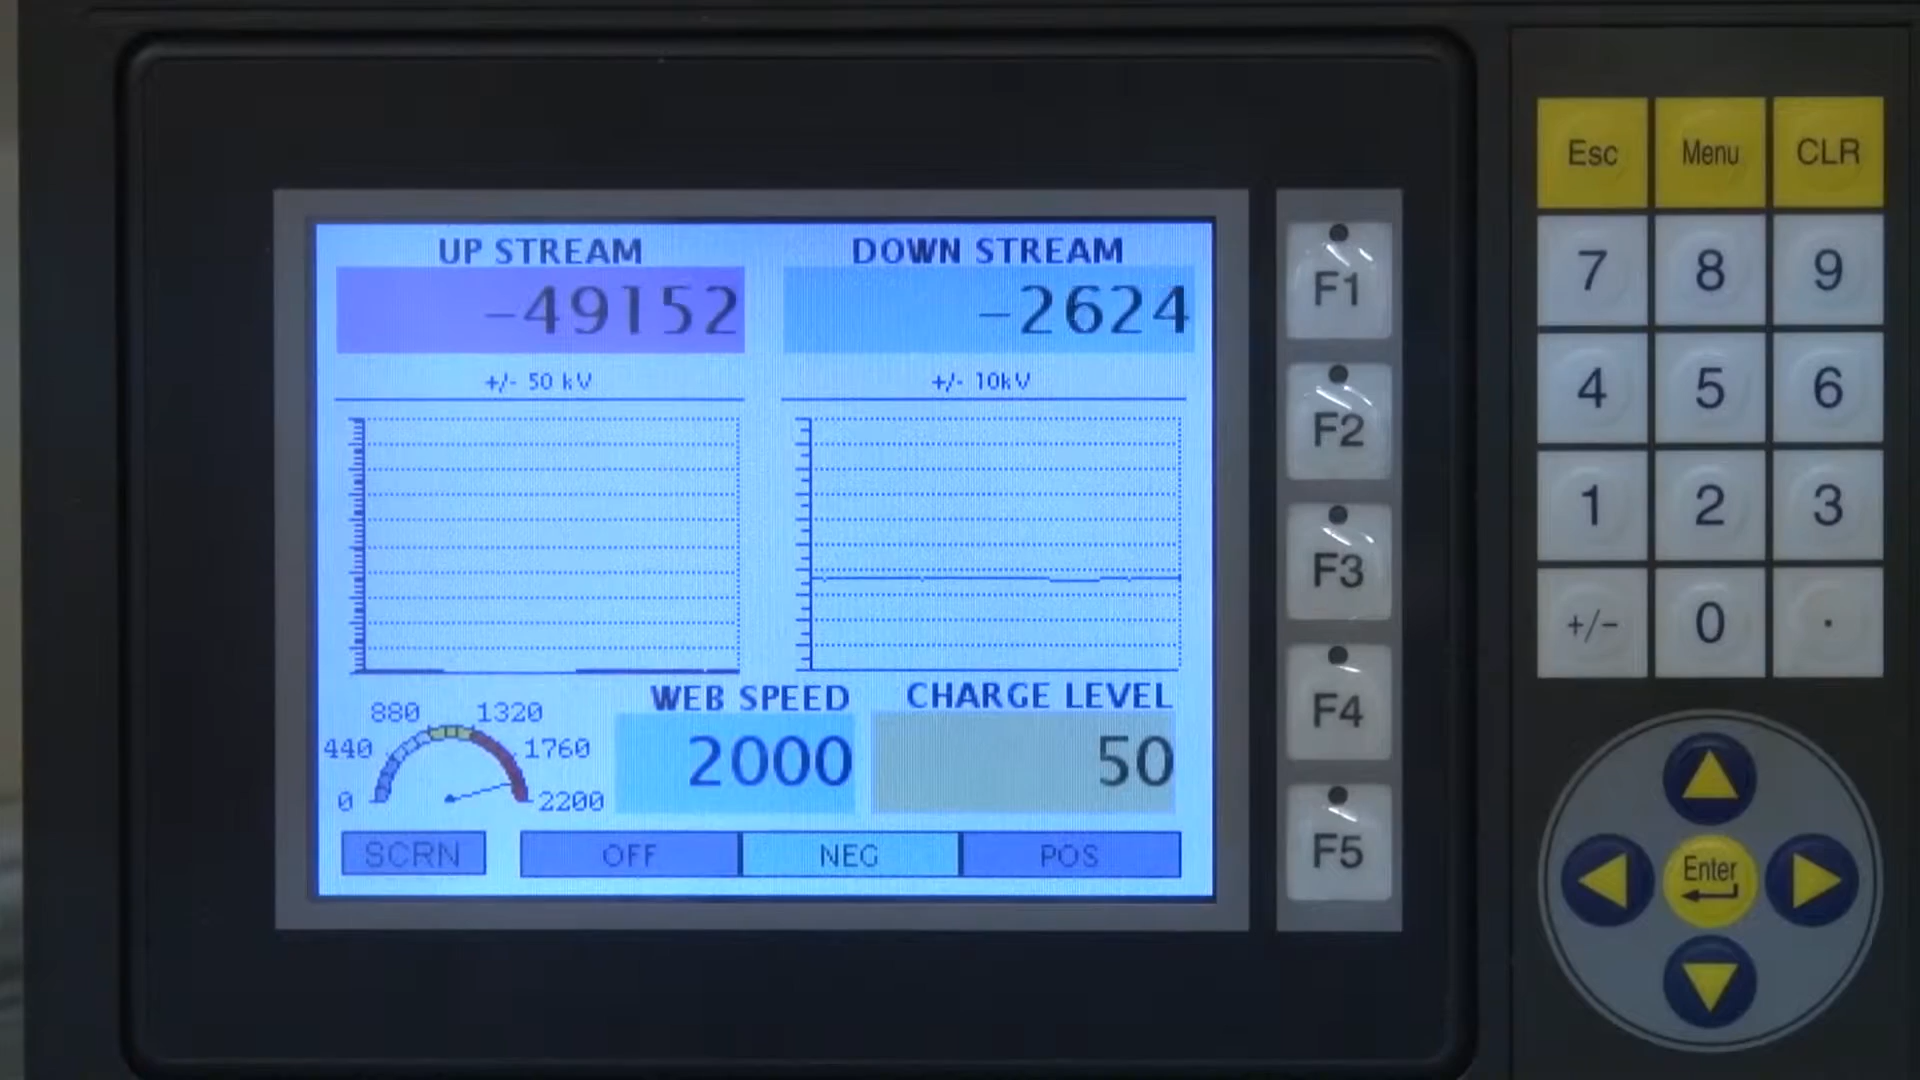 UP STREAM
DOWN STREAM
-49152
-2624
+/- 50 kV
+/- 10kV
WEB SPEED
CHARGE LEVEL
2000
50
0
440
880
1320
1760
2200
SCRN
OFF
NEG
POS
F1
F2
F3
F4
F5
Esc
Menu
CLR
7
8
9
4
5
6
1
2
3
+/-
0
.
Enter